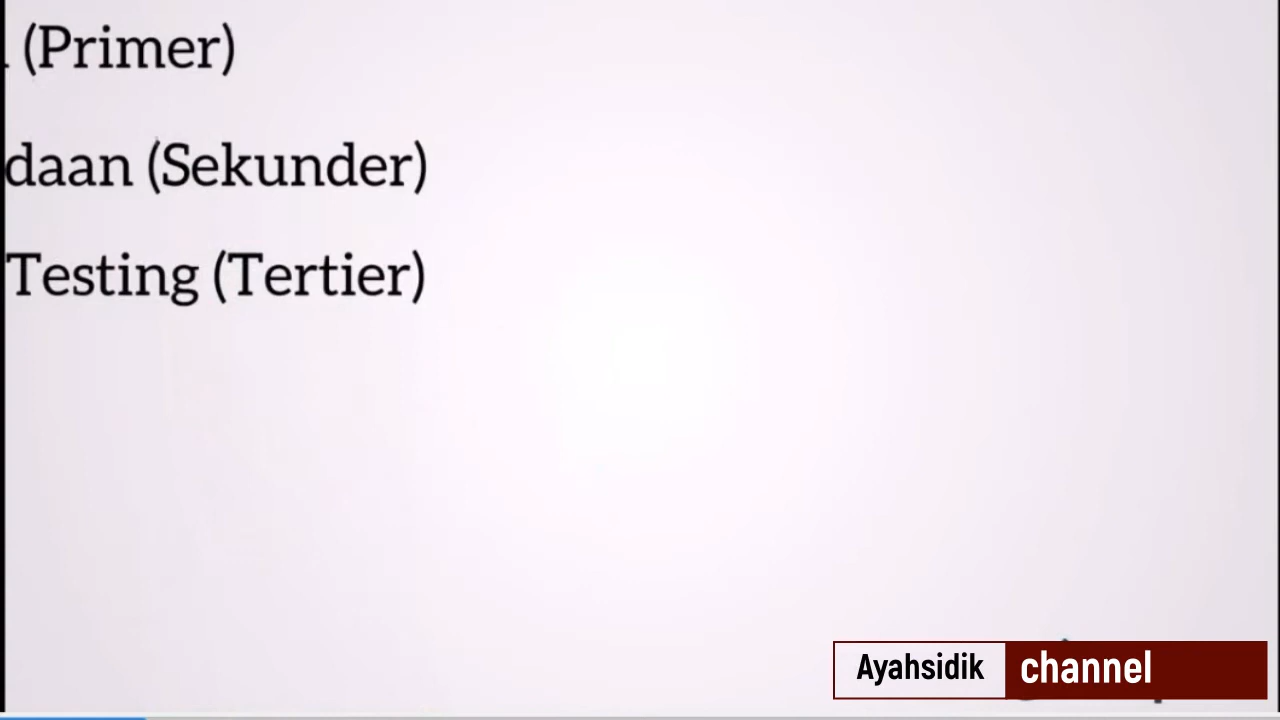 (Primer)
daan (Sekunder)
Testing (Tertier)
Ayahsidik channel